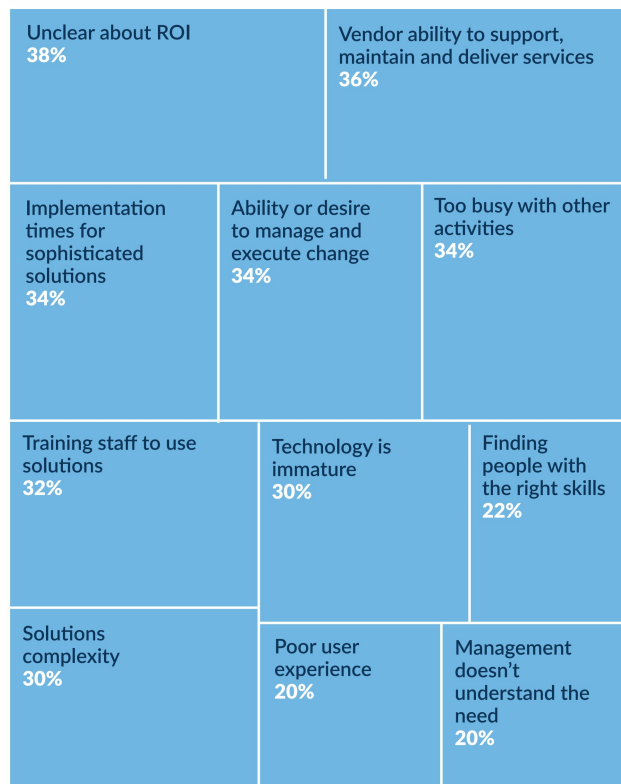 Unclear about ROI
38%
Vendor ability to support,
maintain and deliver services
36%
Implementation
times for
sophisticated
solutions
34%
Ability or desire
to manage and
execute change
34%
Too busy with other
activities
34%
Training staff to use
solutions
32%
Technology is
immature
30%
Finding
people with
the right skills
22%
Solutions
complexity
30%
Poor user
experience
20%
Management
doesn’t
understand the
need
20%